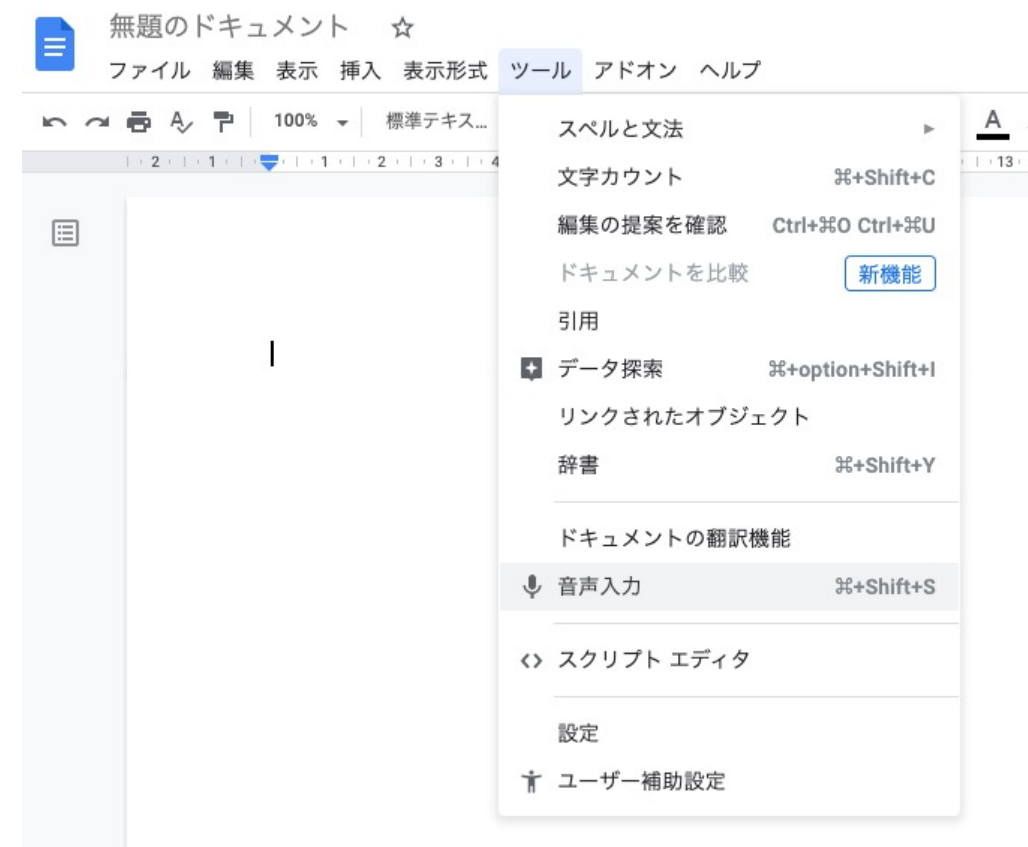 無題のドキュメント
ファイル 編集 表示 挿入 表示形式 ツール アドオン ヘルプ
100% 標準テキス... A
2 1 1 2 3 4 13
スペルと文法
文字カウント ⌘+Shift+C
編集の提案を確認 Ctrl+⌘O Ctrl+⌘U
ドキュメントを比較 新機能
引用
データ探索 ⌘+option+Shift+I
リンクされたオブジェクト
辞書 ⌘+Shift+Y
ドキュメントの翻訳機能
音声入力 ⌘+Shift+S
スクリプト エディタ
設定
ユーザー補助設定